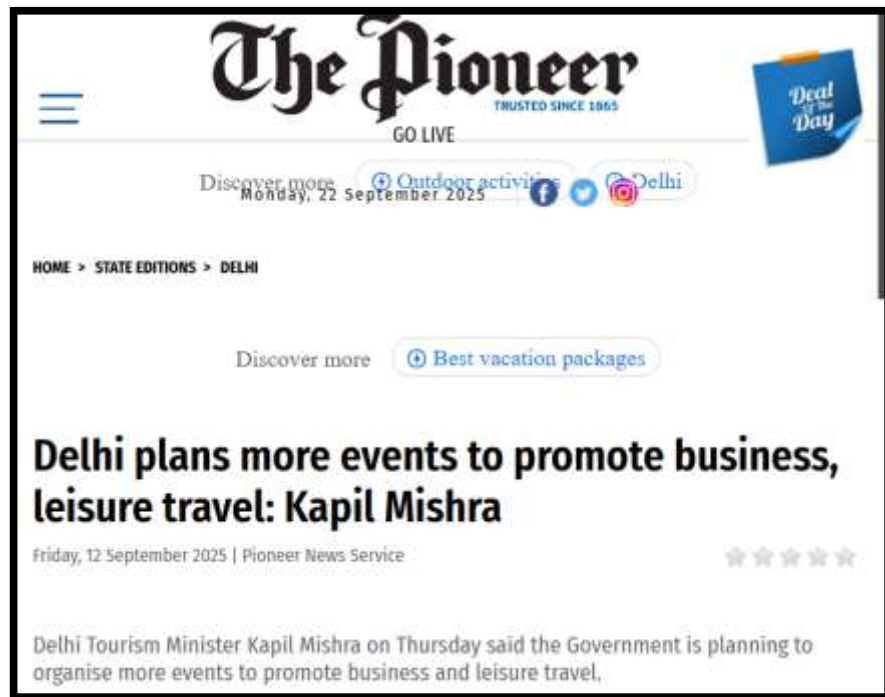 The Pioneer
TRUSTED SINCE 1865
Deal
of the
Day
GO LIVE
Discover more Outdoor activities Delhi
Monday, 22 September 2025
HOME > STATE EDITIONS > DELHI
Discover more Best vacation packages
Delhi plans more events to promote business,
leisure travel: Kapil Mishra
Friday, 12 September 2025 | Pioneer News Service
Delhi Tourism Minister Kapil Mishra on Thursday said the Government is planning to
organise more events to promote business and leisure travel.